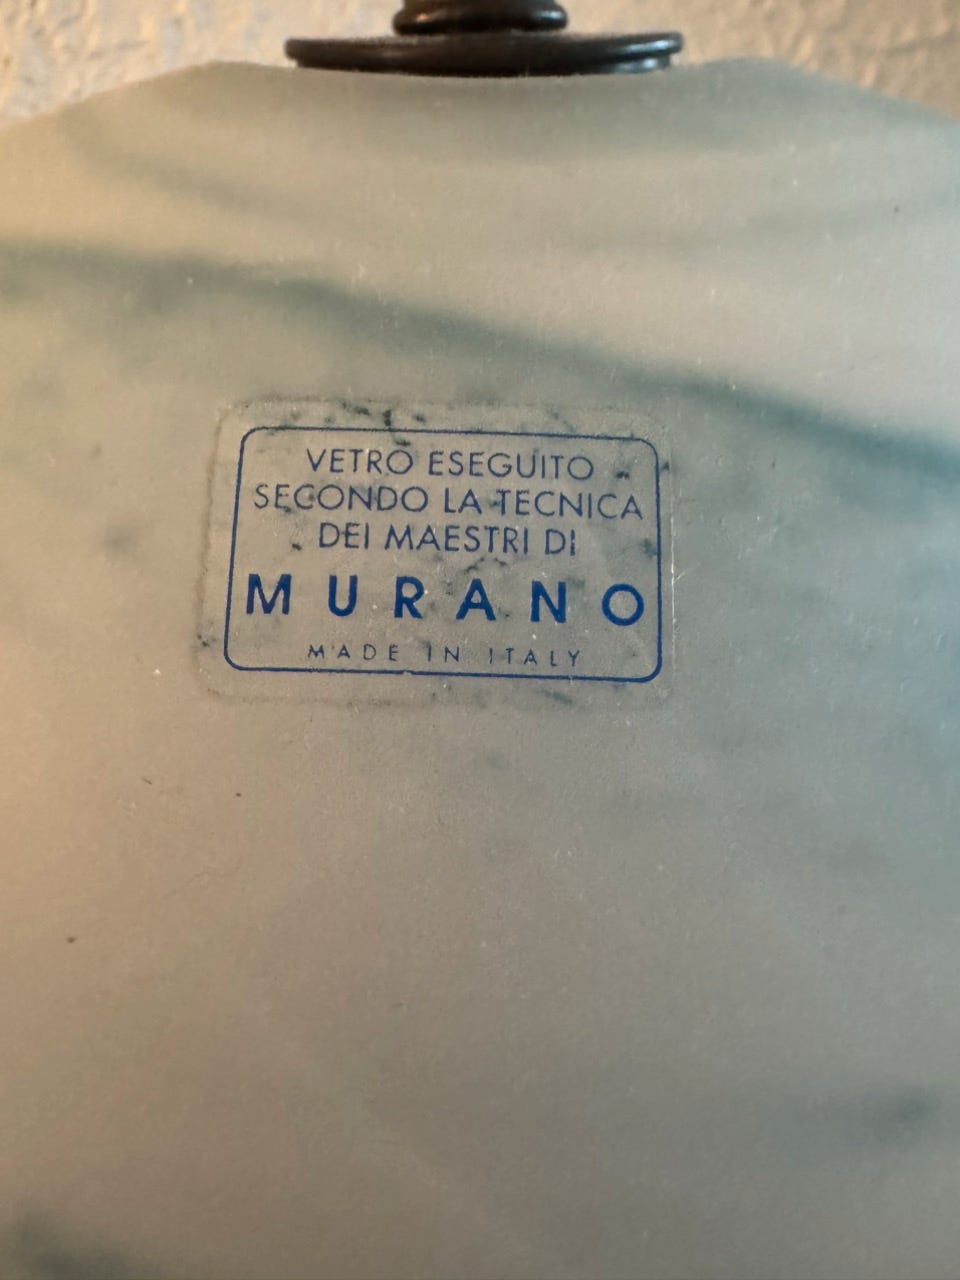 VETRO ESEGUITO
SECONDO LA TECNICA
DEI MAESTRI DI
MURANO
MADE IN ITALY